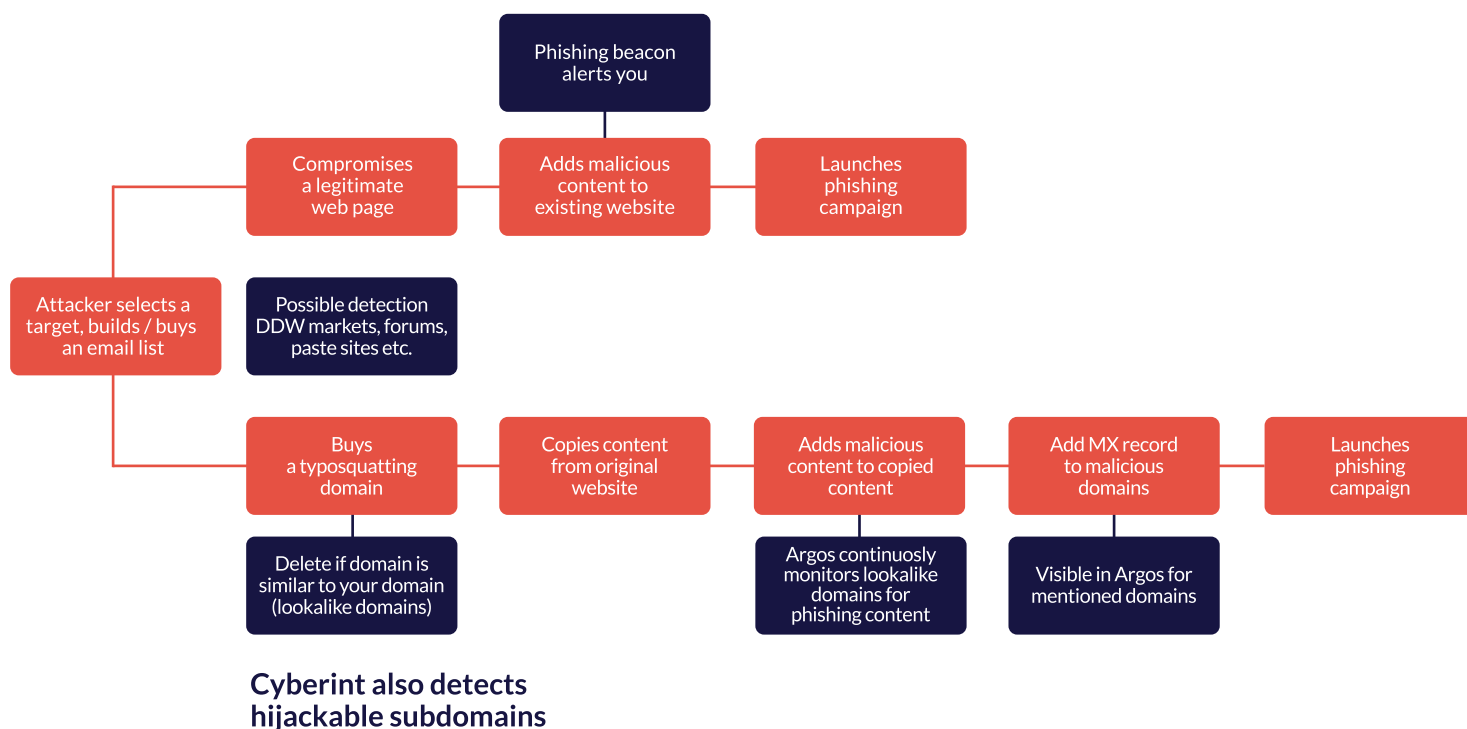 Phishing beacon
alerts you
Compromises
a legitimate
web page
Adds malicious
content to
existing website
Launches
phishing
campaign
Attacker selects a
target, builds / buys
an email list
Possible detection
DDW markets, forums,
paste sites etc.
Buys
a typosquatting
domain
Copies content
from original
website
Adds malicious
content to copied
content
Add MX record
to malicious
domains
Launches
phishing
campaign
Delete if domain is
similar to your domain
(lookalike domains)
Argos continuosly
monitors lookalike
domains for
phishing content
Visible in Argos for
mentioned domains
Cyberint also detects
hijackable subdomains